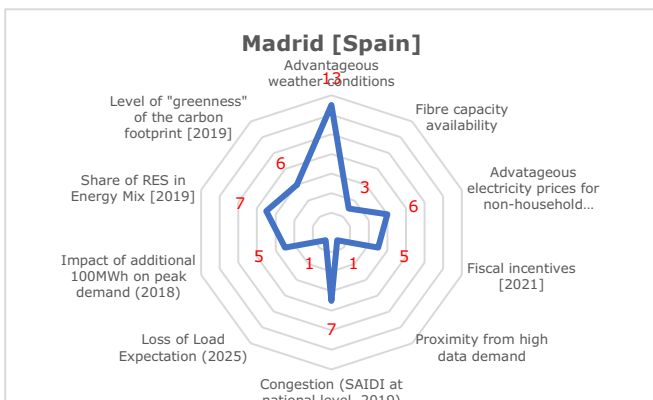 Madrid [Spain]
Advantageous
weather conditions
13
Level of "greenness"
of the carbon
footprint [2019]
Fibre capacity
availability
6
3
Share of RES in
Energy Mix [2019]
7
6
Advatageous
electricity prices for
non-household...
5
5
Impact of additional
100MWh on peak
demand (2018)
1
1
Fiscal incentives
[2021]
7
Loss of Load
Expectation (2025)
Proximity from high
data demand
Congestion (SAIDI at
national level, 2019)